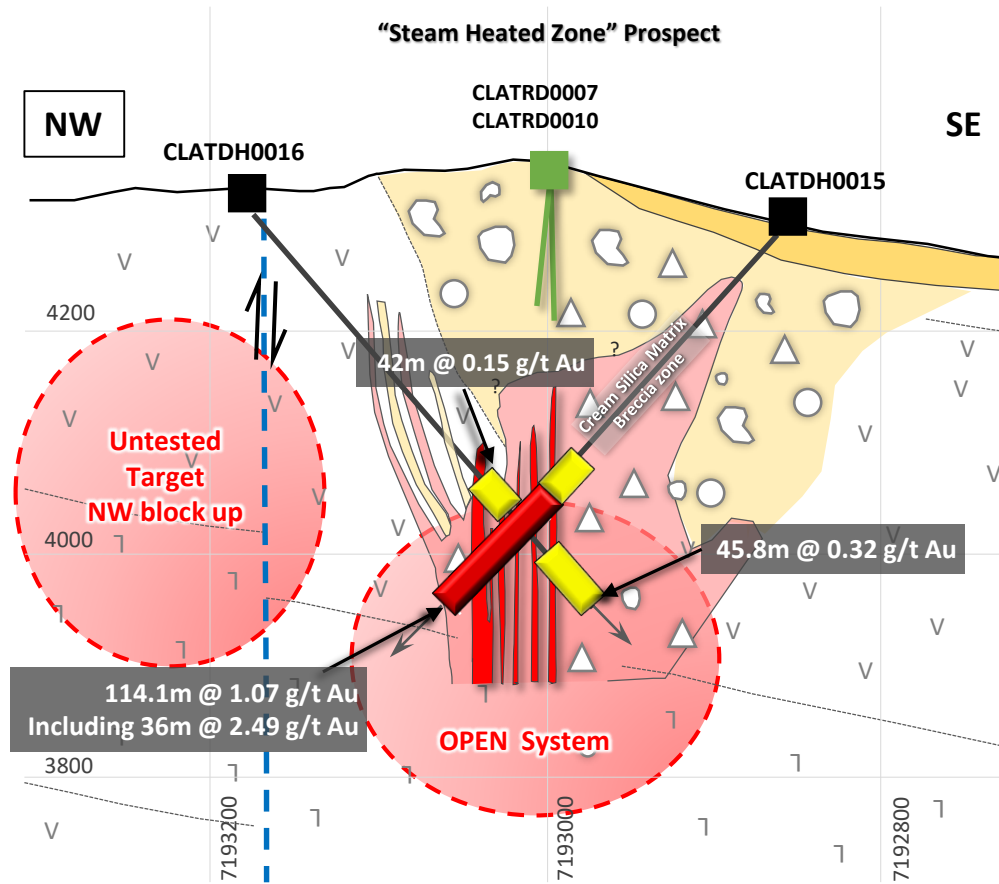 “Steam Heated Zone” Prospect
CLATRD0007
CLATRD0010
NW
SE
CLATDH0016
CLATDH0015
4200
42m @ 0.15 g/t Au
?
?
Cream Silica Matrix
Breccia zone
Untested
Target
NW block up
4000
45.8m @ 0.32 g/t Au
114.1m @ 1.07 g/t Au
Including 36m @ 2.49 g/t Au
OPEN System
3800
7193200
7193000
7192800